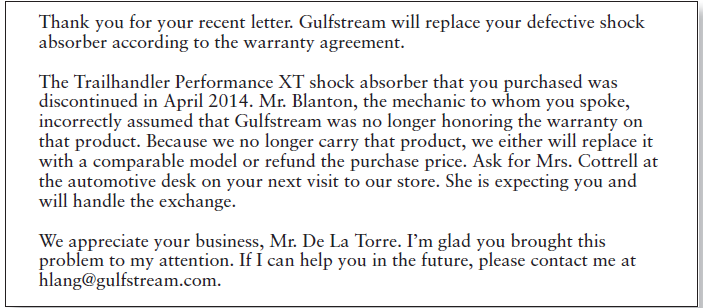 Thank you for your recent letter. Gulfstream will replace your defective shock
absorber according to the warranty agreement.
The Trailhandler Performance XT shock absorber that you purchased was
discontinued in April 2014. Mr. Blanton, the mechanic to whom you spoke,
incorrectly assumed that Gulfstream was no longer honoring the warranty on
that product. Because we no longer carry that product, we either will replace it
with a comparable model or refund the purchase price. Ask for Mrs. Cottrell at
the automotive desk on your next visit to our store. She is expecting you and
will handle the exchange.
We appreciate your business, Mr. De La Torre. I’m glad you brought this
problem to my attention. If I can help you in the future, please contact me at
hlang@gulfstream.com.